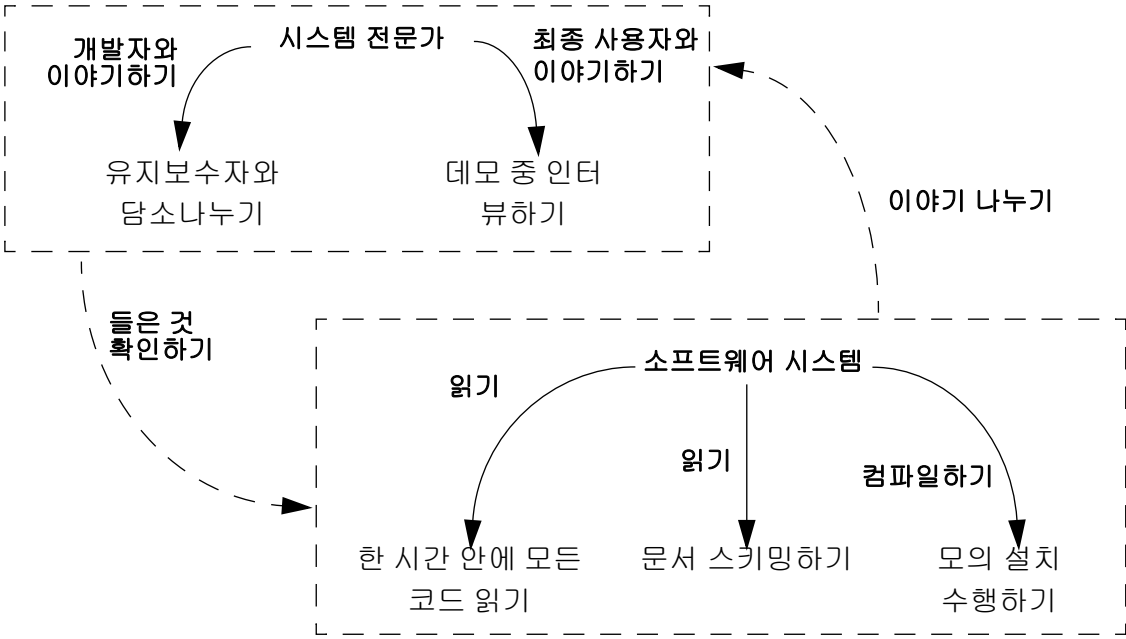 개발자와
이야기하기
시스템 전문가
최종 사용자와
이야기하기
유지보수자와
담소나누기
데모 중 인터
뷰하기
이야기 나누기
들은 것
확인하기
소프트웨어 시스템
읽기
읽기
컴파일하기
한 시간 안에 모든
코드 읽기
문서 스키밍하기
모의 설치
수행하기